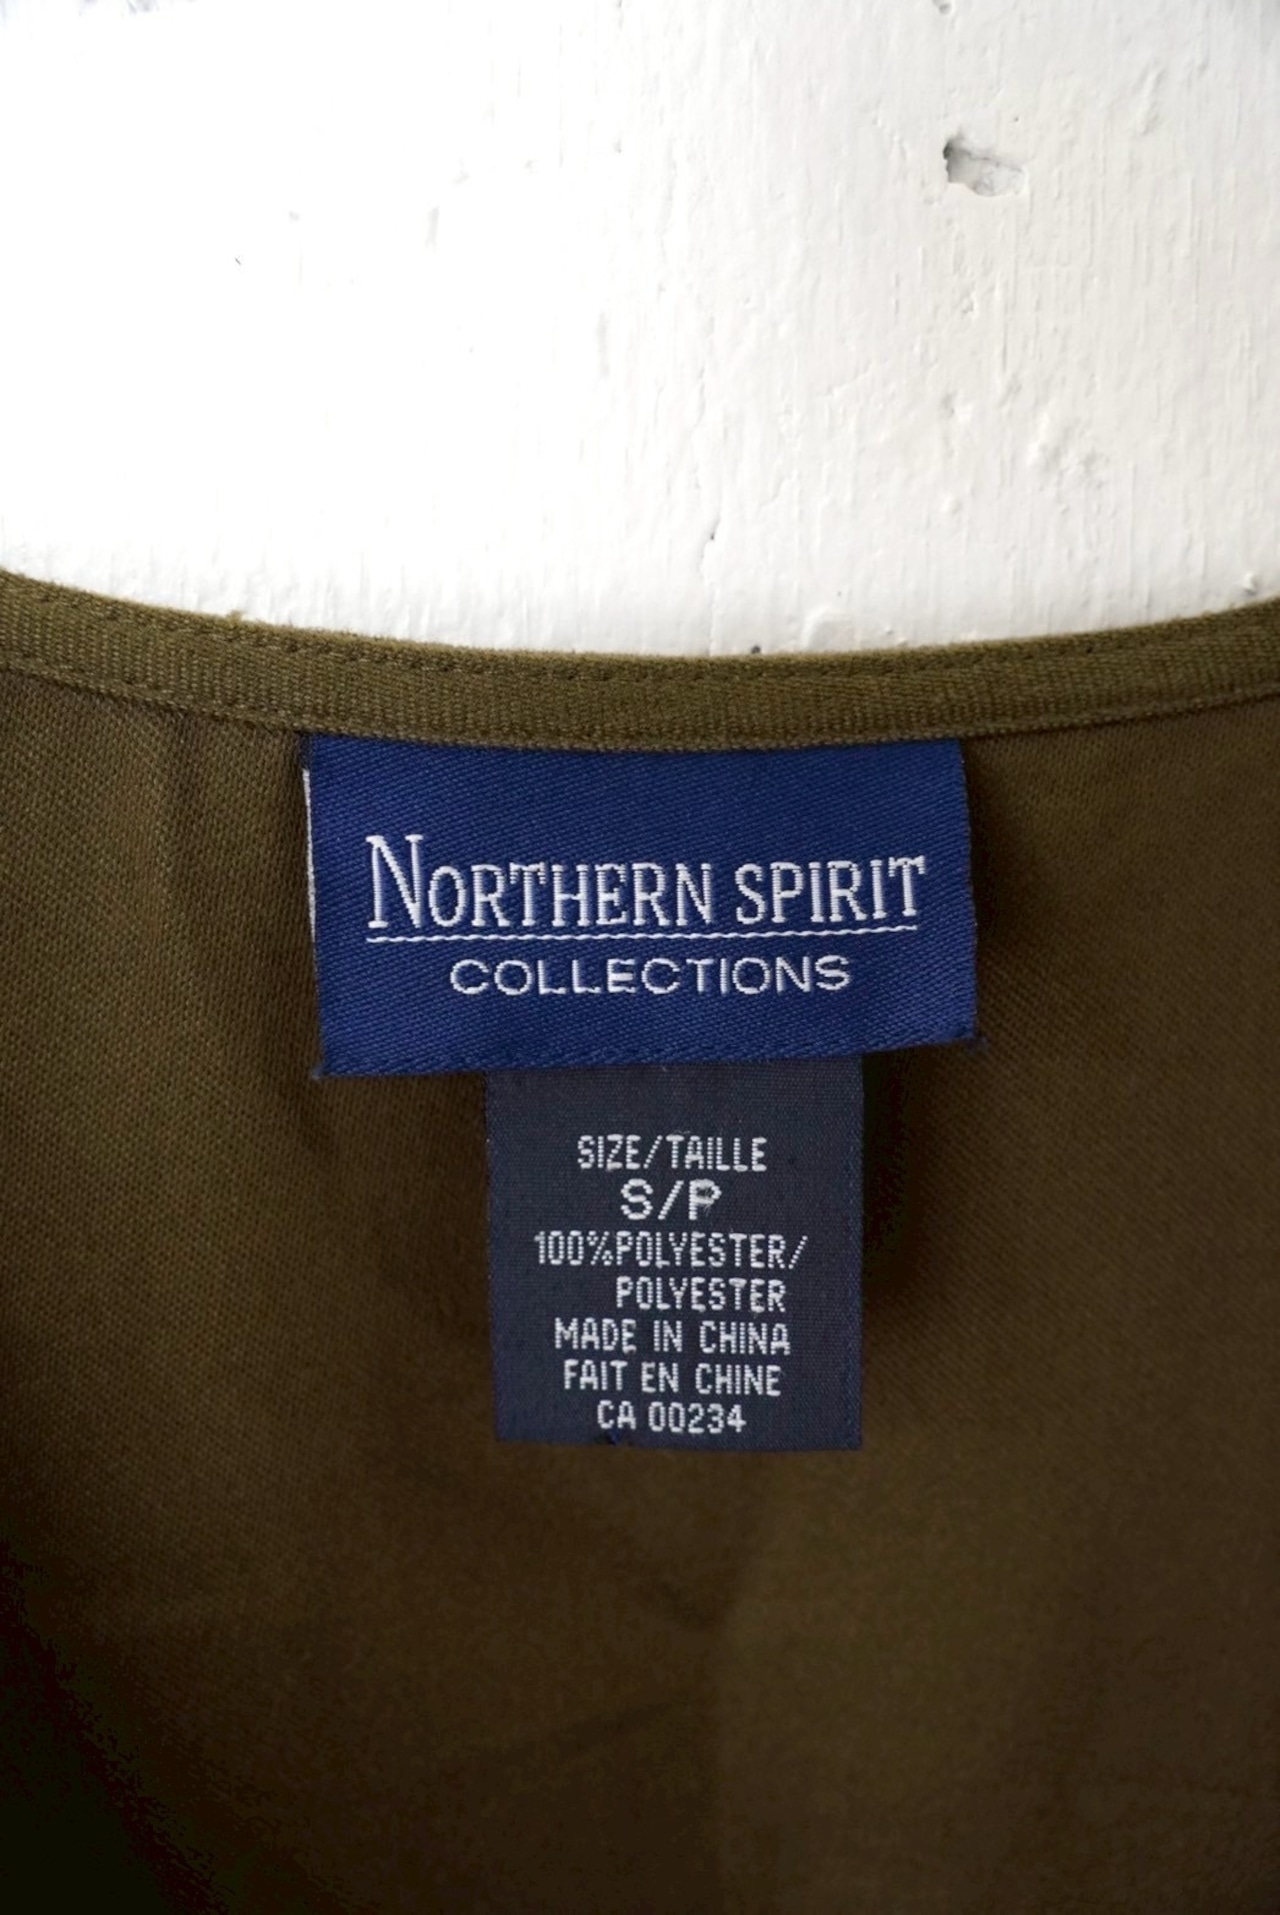 NORTHERN SPIRIT
COLLECTIONS
SIZE/TAILLE
S/P
100%POLYESTER/
POLYESTER
MADE IN CHINA
FAIT EN CHINE
CA 00234